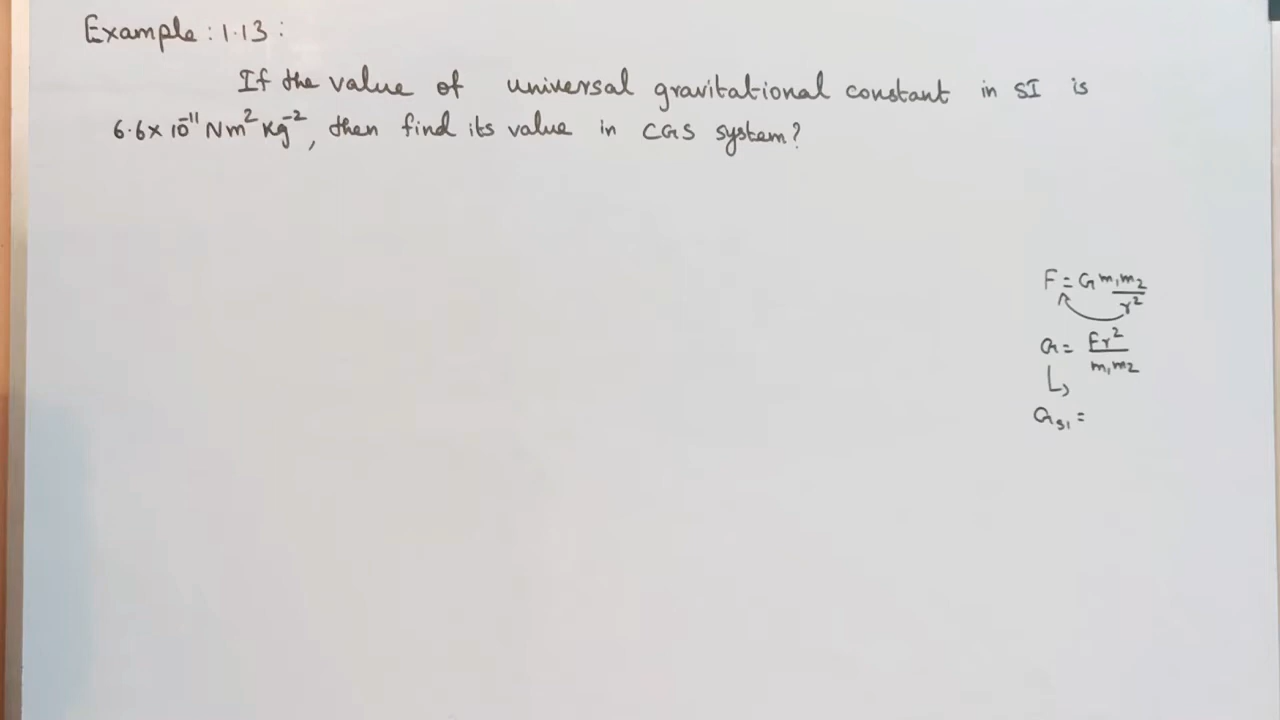 Example: 1.13:
If the value of universal gravitational constant in SI is
6.6×10⁻¹¹ Nm² Kg⁻², then find its value in CGS system?
F = G m₁m₂/r²
G = Fr²/m₁m₂
G_SI =